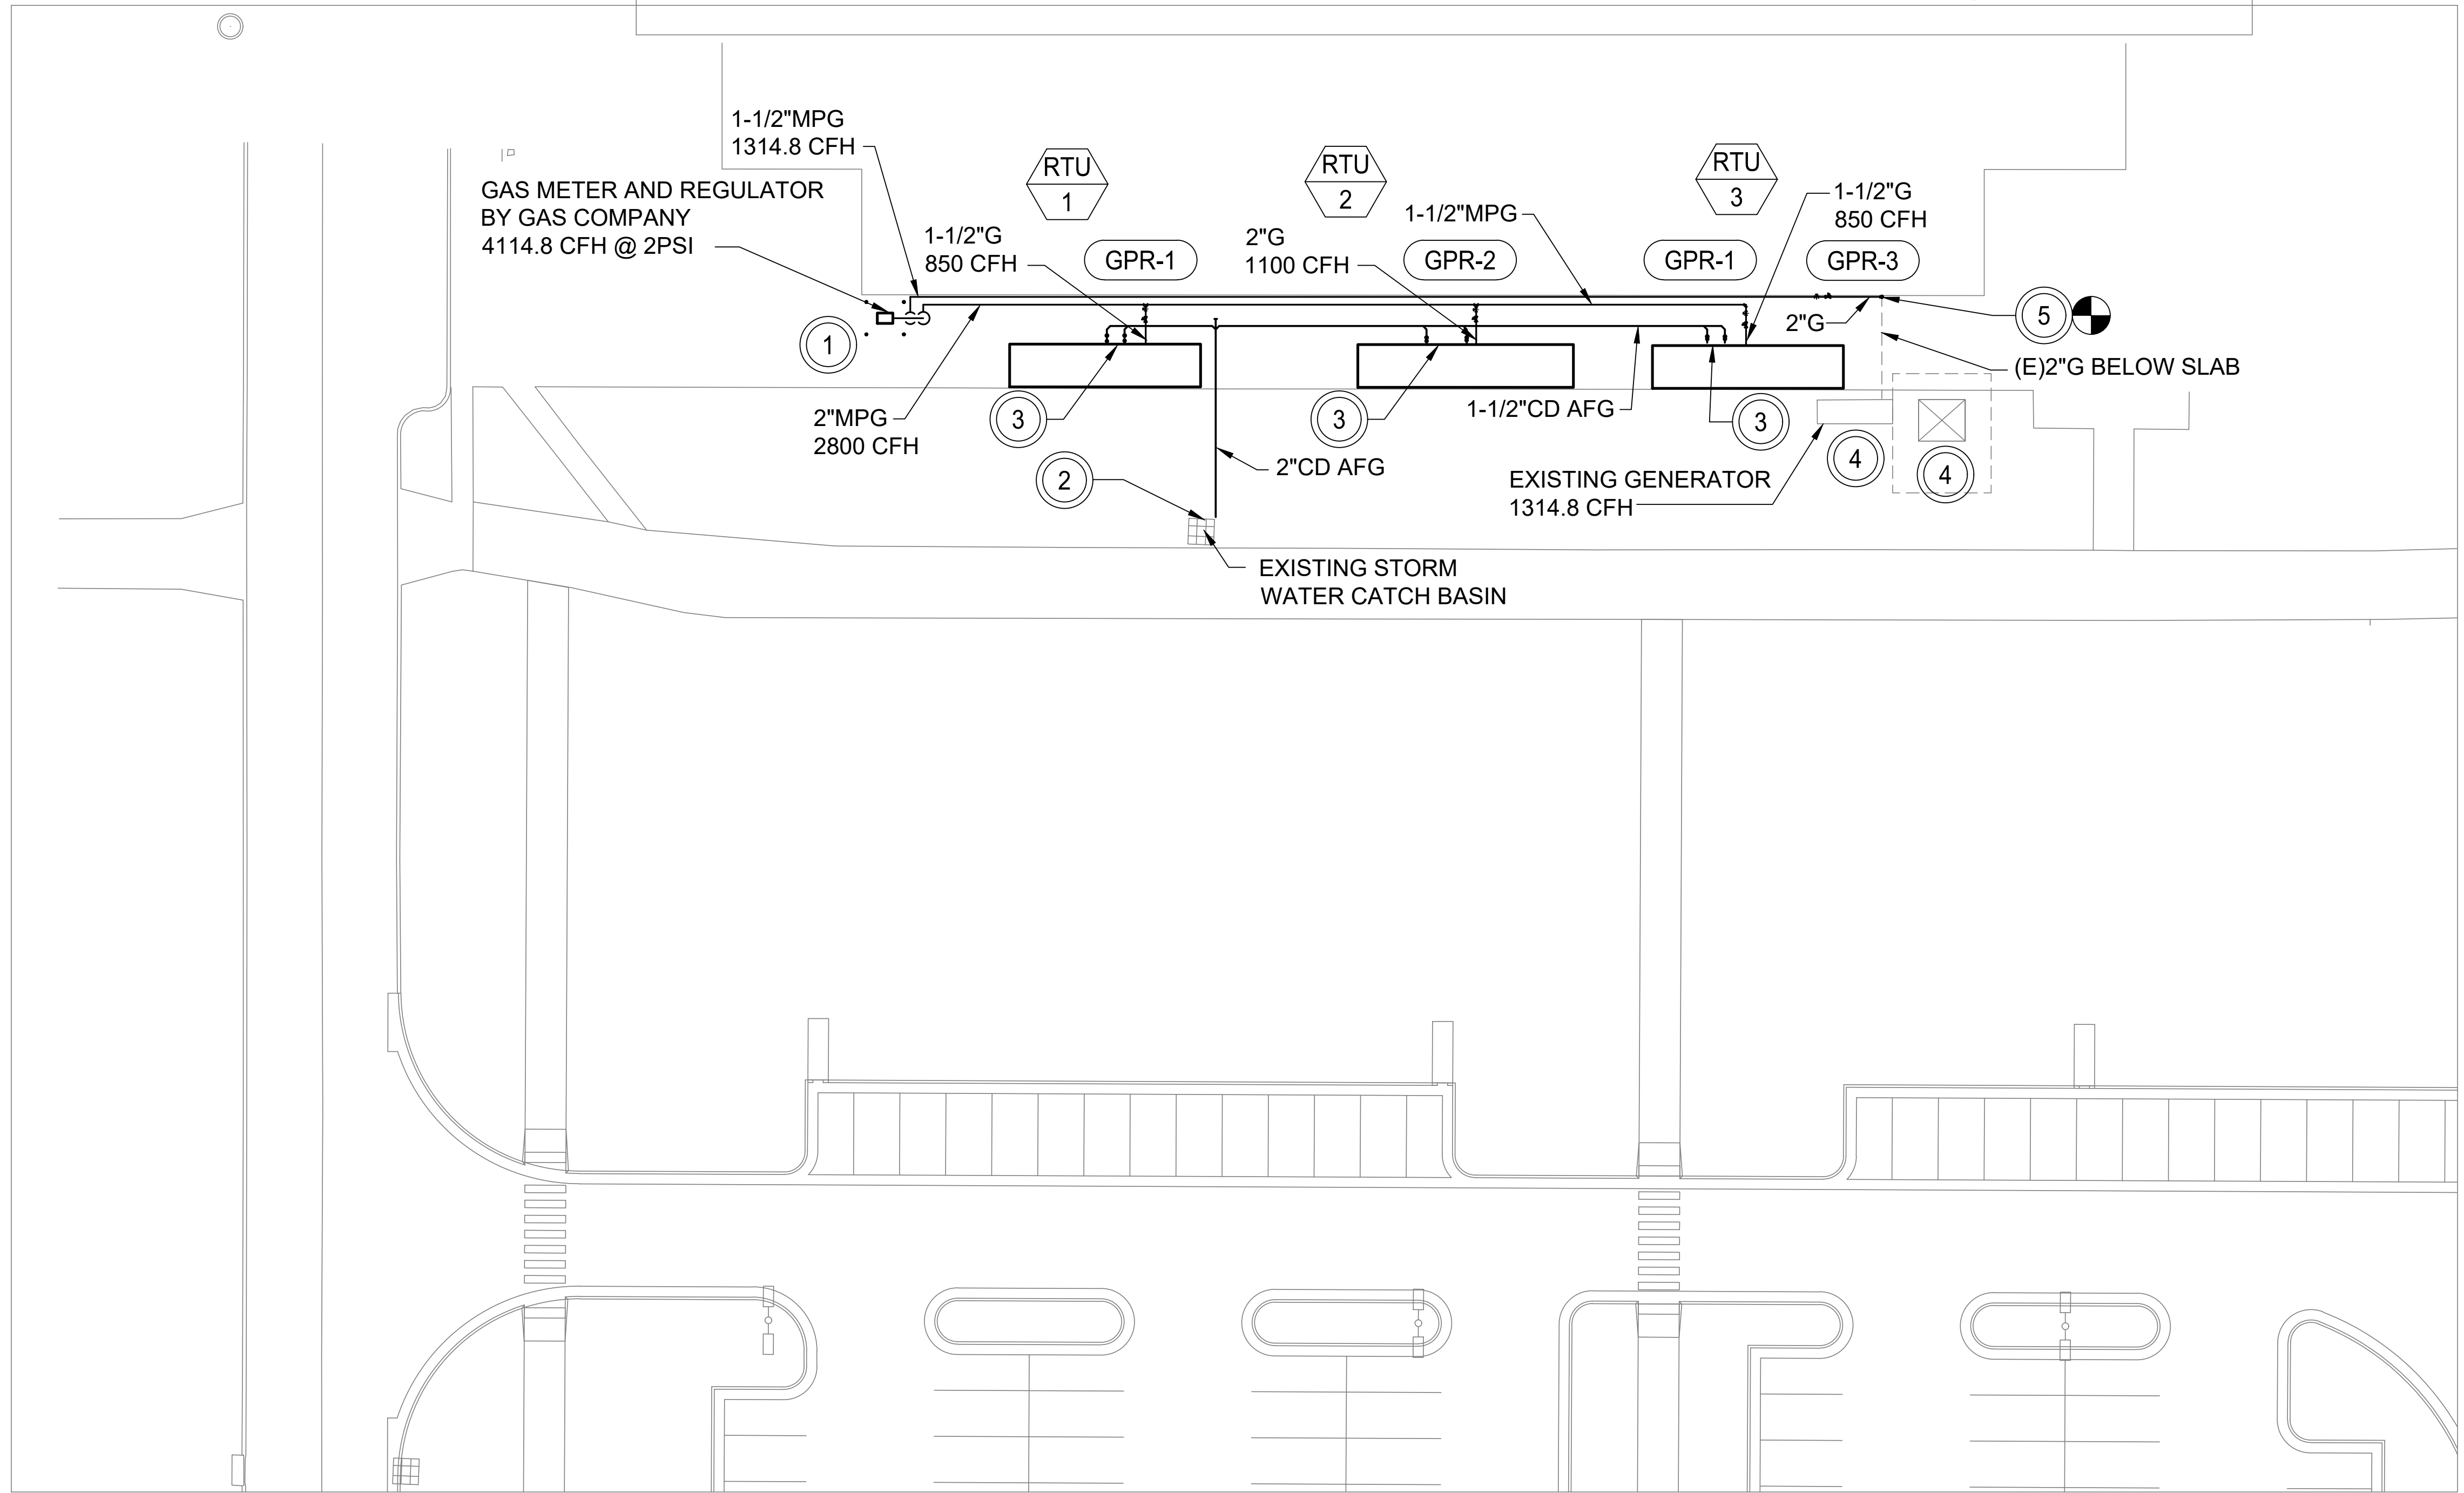 1-1/2"MPG
1314.8 CFH
GAS METER AND REGULATOR
BY GAS COMPANY
4114.8 CFH @ 2PSI
RTU
1
RTU
2
RTU
3
1-1/2"G
850 CFH
1-1/2"MPG
1-1/2"G
850 CFH
2"G
1100 CFH
GPR-1
GPR-2
GPR-1
GPR-3
1
2"G
5
(E)2"G BELOW SLAB
2"MPG
2800 CFH
3
3
1-1/2"CD AFG
3
2
2"CD AFG
EXISTING GENERATOR
1314.8 CFH
4
4
EXISTING STORM
WATER CATCH BASIN